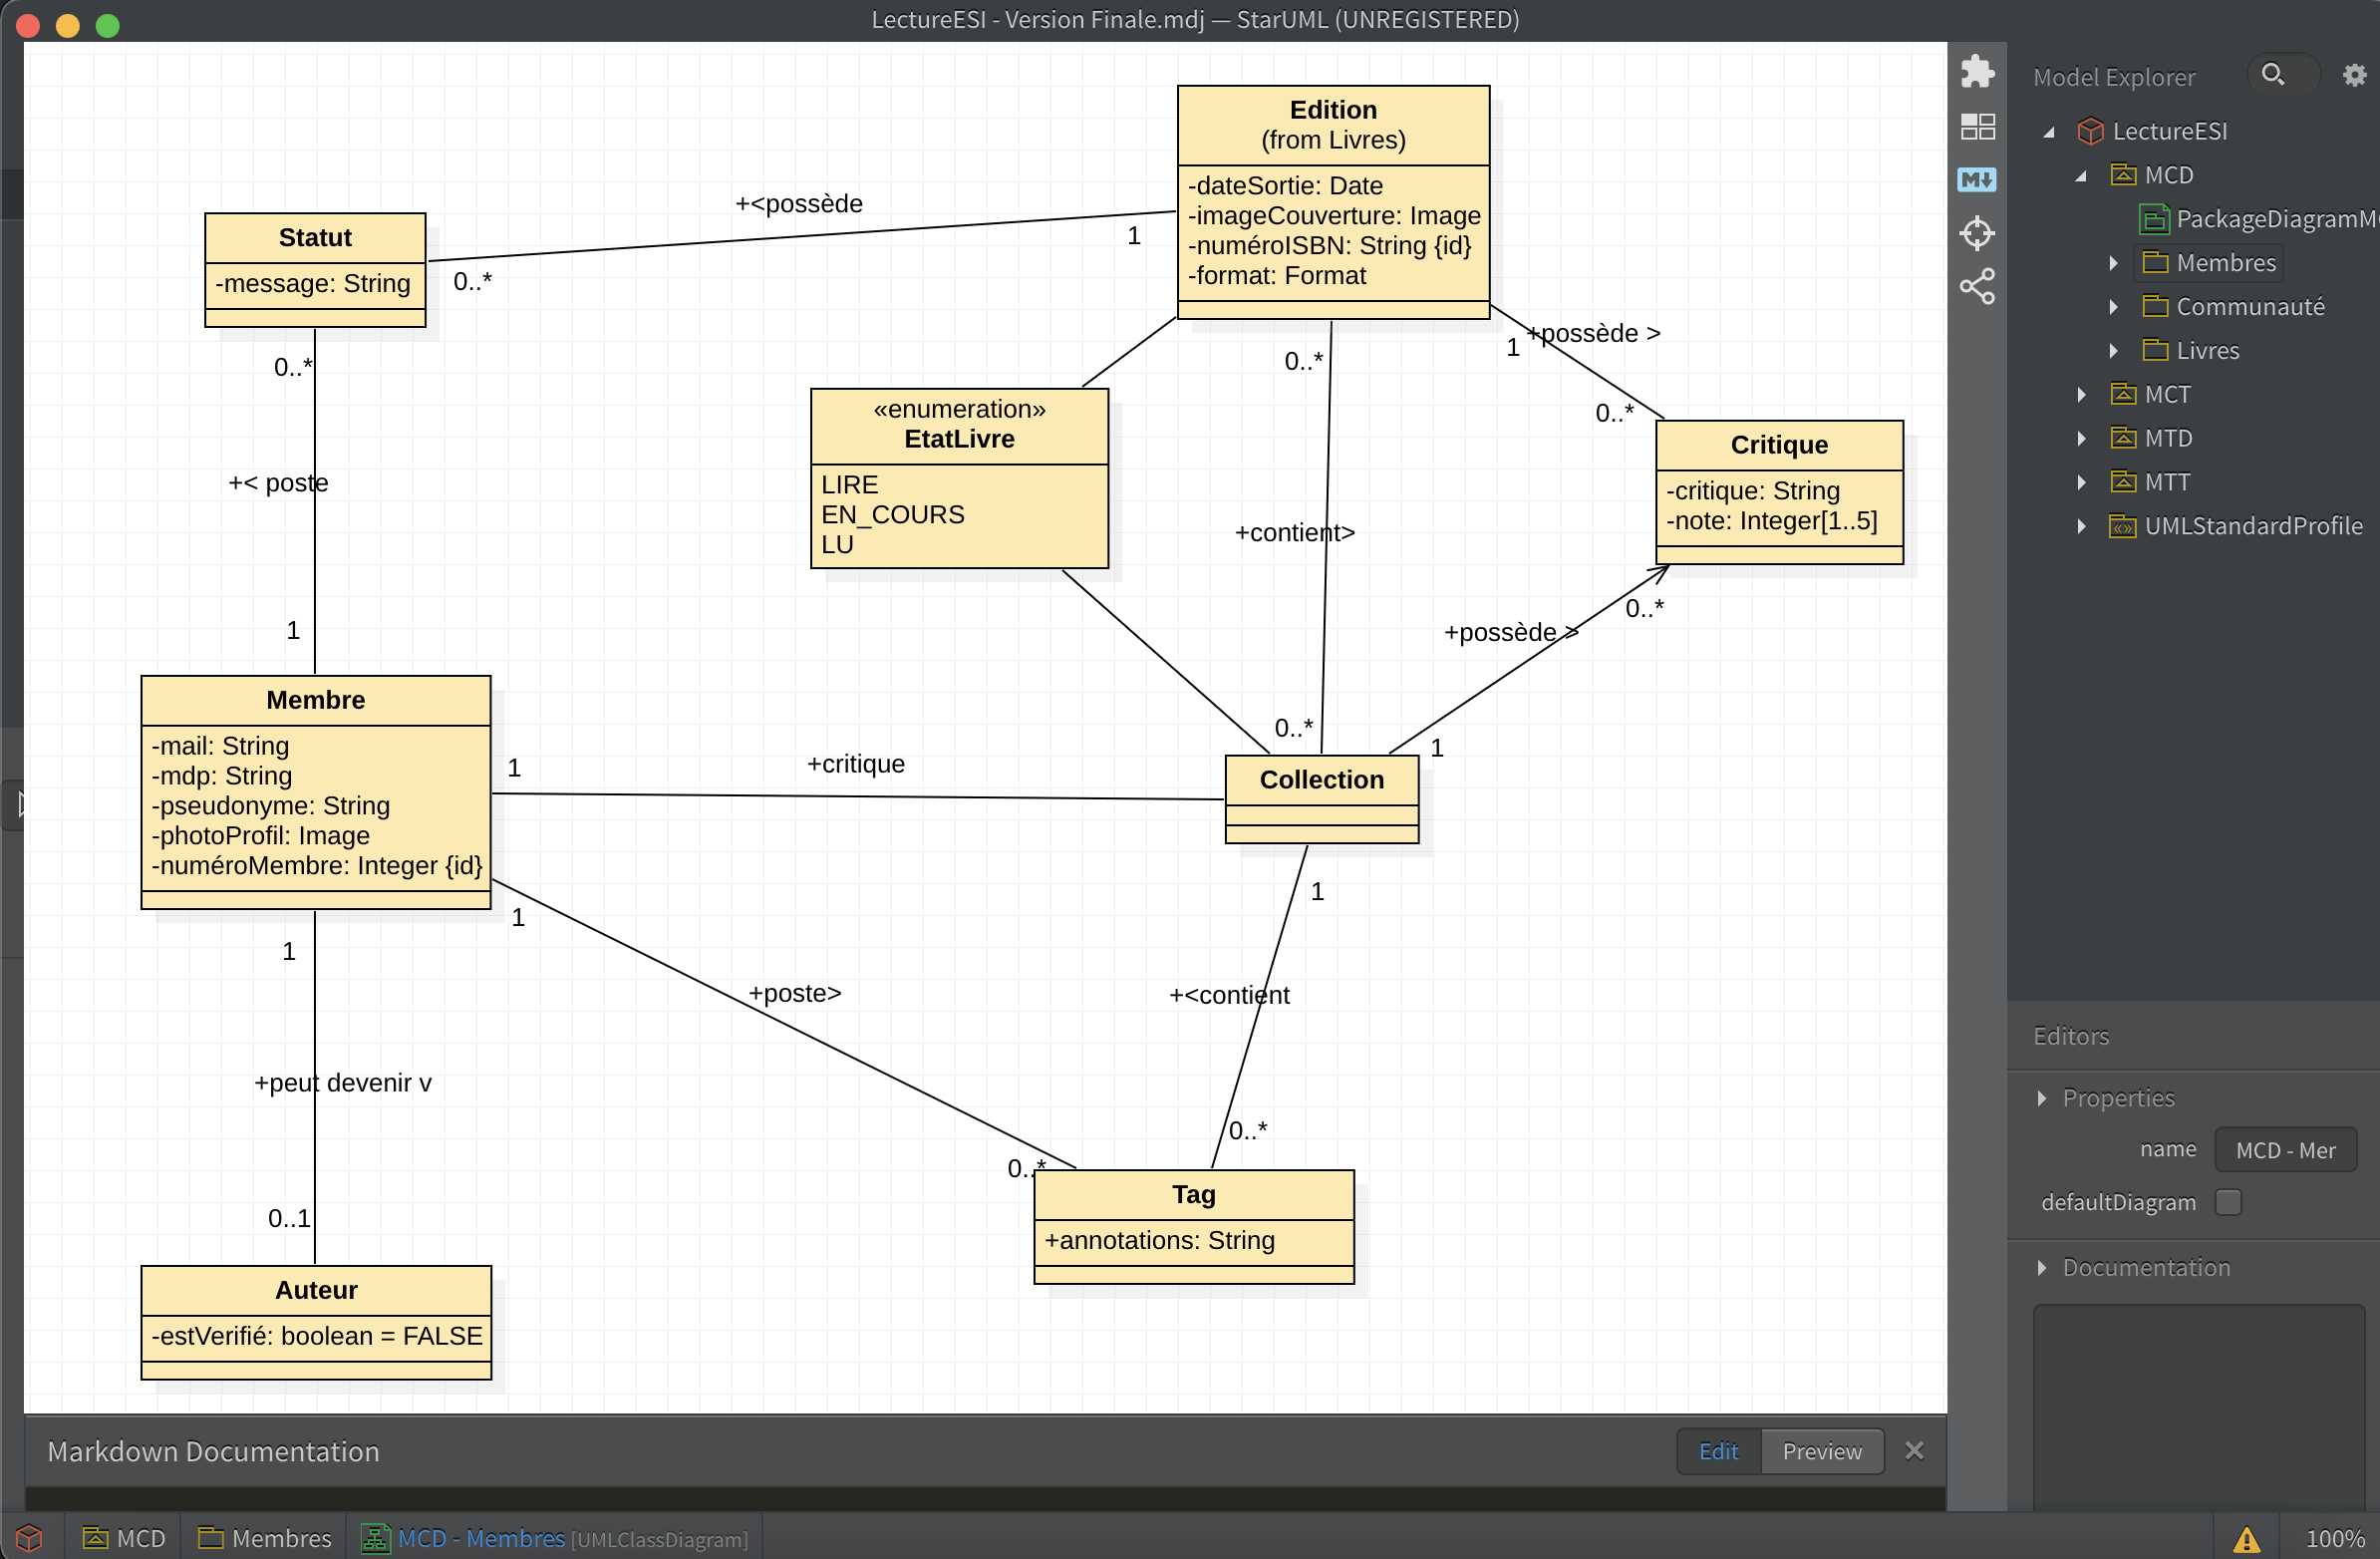 LectureESI - Version Finale.mdj — StarUML (UNREGISTERED)
Edition
(from Livres)
-dateSortie: Date
-imageCouverture: Image
-numéroISBN: String {id}
-format: Format
+<possède
1
0..*
Statut
-message: String
0..*
+< poste
1
«enumeration»
EtatLivre
LIRE
EN_COURS
LU
0..*
+contient>
0..*
1
+possède >
0..*
Critique
-critique: String
-note: Integer[1..5]
0..*
+possède >
1
Membre
-mail: String
-mdp: String
-pseudonyme: String
-photoProfil: Image
-numéroMembre: Integer {id}
1
+critique
Collection
1
+poste>
0..*
1
+<contient
0..*
1
+peut devenir v
0..1
Tag
+annotations: String
Auteur
-estVerifié: boolean = FALSE
Markdown Documentation
Edit
Preview
MCD
Membres
MCD - Membres [UMLClassDiagram]
100%
M
Model Explorer
LectureESI
MCD
PackageDiagramM
Membres
Communauté
Livres
MCT
MTD
MTT
UMLStandardProfile
Editors
Properties
name
MCD - Mer
defaultDiagram
Documentation